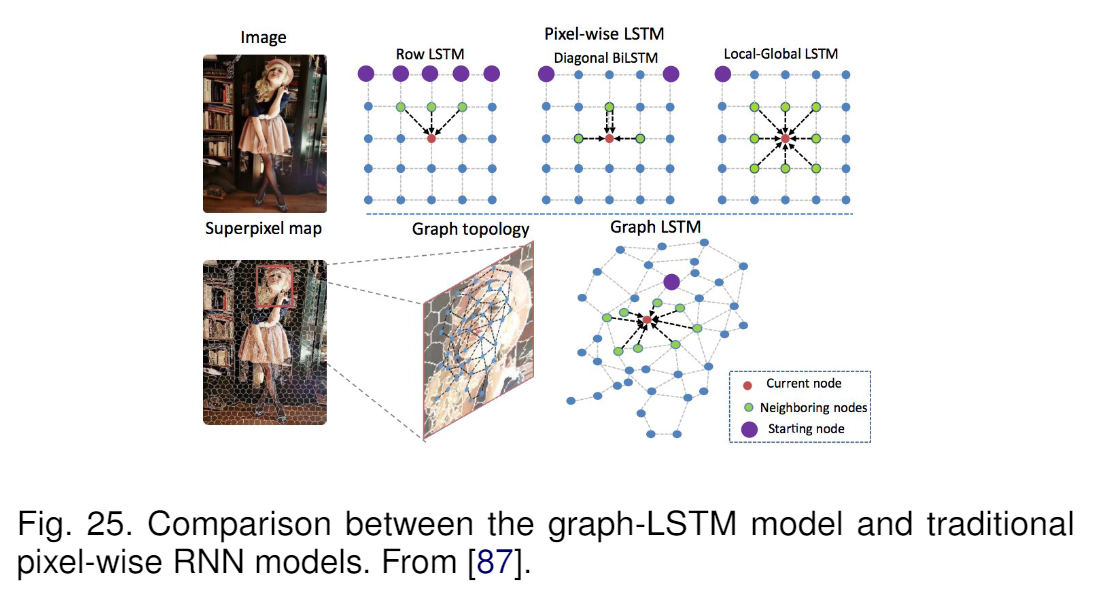 Image
Pixel-wise LSTM
Row LSTM
Diagonal BiLSTM
Local-Global LSTM
Superpixel map
Graph topology
Graph LSTM
Current node
Neighboring nodes
Starting node
Fig. 25. Comparison between the graph-LSTM model and traditional
pixel-wise RNN models. From [87].